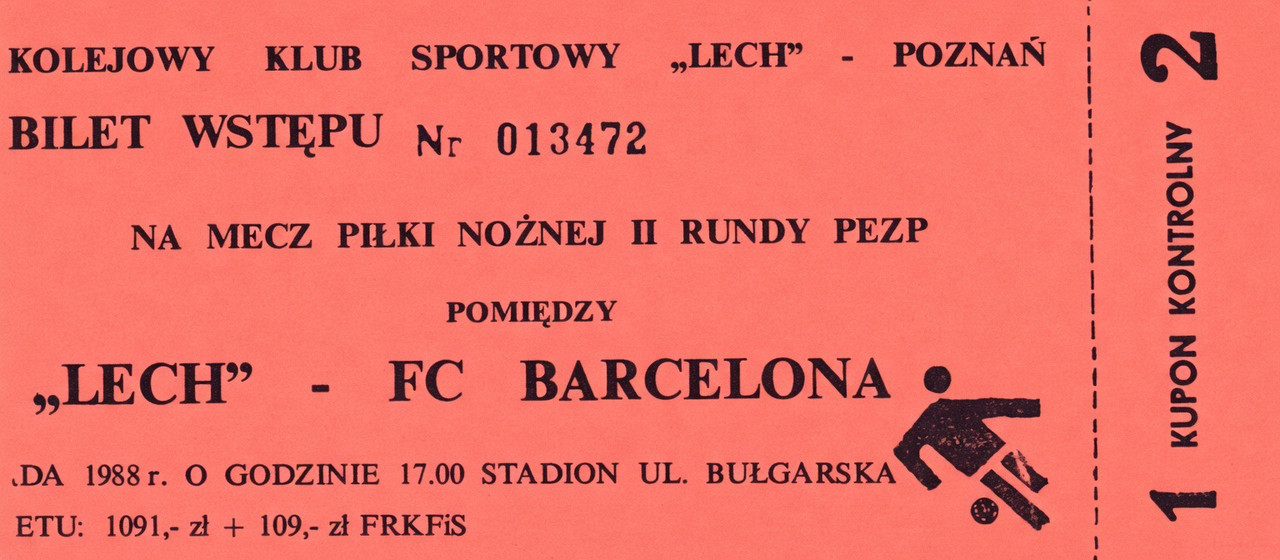 KOLEJOWY KLUB SPORTOWY „LECH” - POZNAŃ
BILET WSTĘPU Nr 013472
NA MECZ PIŁKI NOŻNEJ II RUNDY PEZP
POMIĘDZY
„LECH” - FC BARCELONA
DA 1988 r. O GODZINIE 17.00 STADION UL. BUŁGARSKA
ETU: 1091,- zł + 109,- zł FRKFiS
1 KUPON KONTROLNY 2